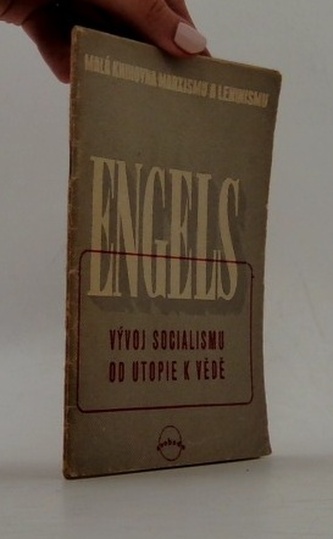 MALÁ KNIHOVNA MARXISMU A LENINISMU
ENGELS
VÝVOJ SOCIALISMU
OD UTOPIE K VĚDĚ
svoboda